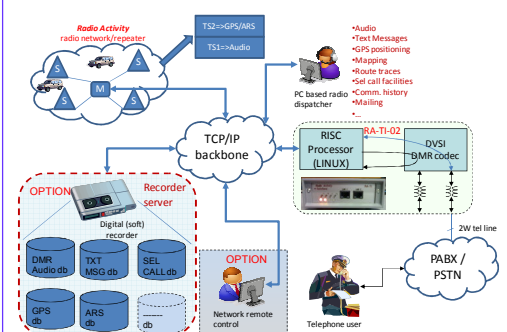 Radio Activity
radio network/repeater
S
S
S
S
M
TS2=>GPS/ARS
TS1=>Audio
PC based radio
dispatcher
•Audio
•Text Messages
•GPS positioning
•Mapping
•Route traces
•Sel call facilities
•Comm. history
•Mailing
•...
TCP/IP
backbone
RISC
Processor
(LINUX)
RA-TI-02
DVSI
DMR codec
2W tel line
PABX /
PSTN
Telephone user
OPTION
Recorder
server
Digital (soft)
recorder
DMR
Audio db
TXT
MSG db
SEL
CALL db
GPS
db
ARS
db
-------
db
OPTION
Network remote
control